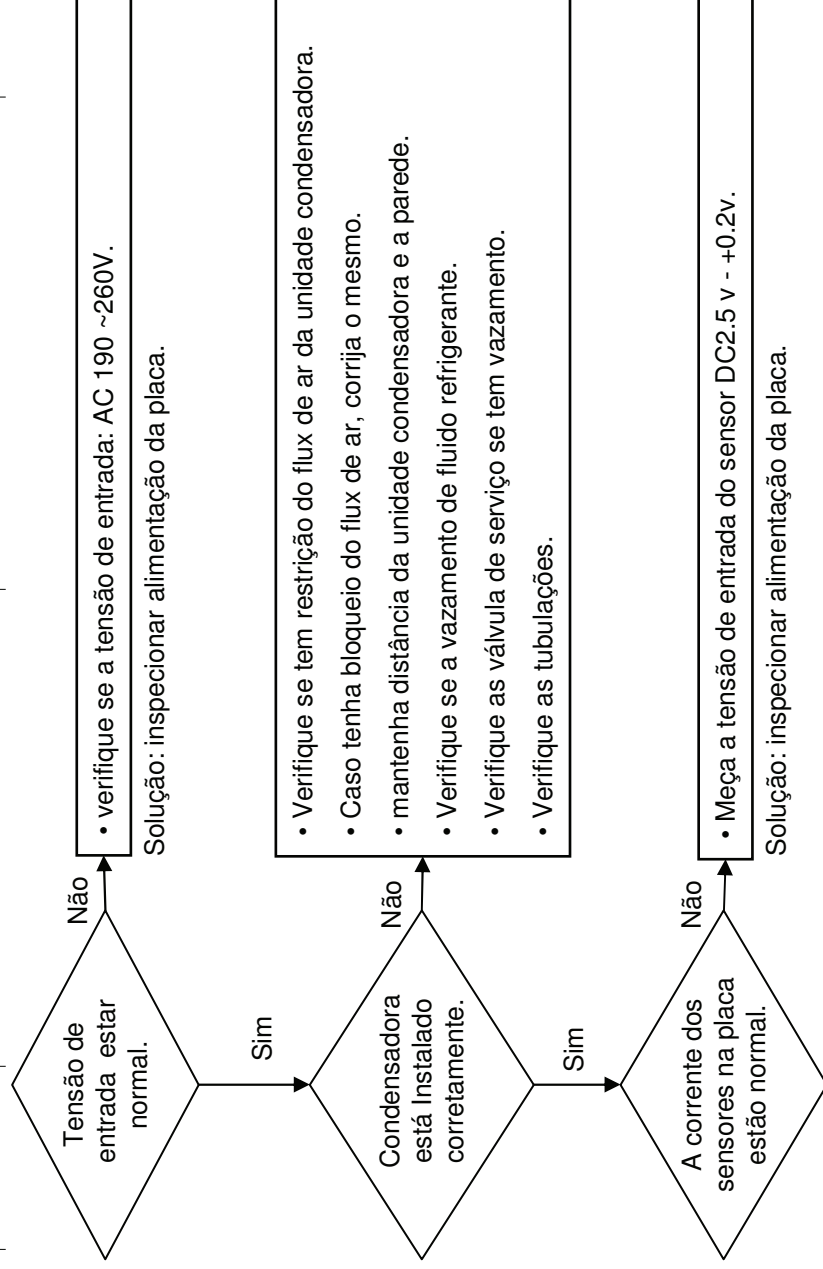 Tensão de
entrada estar
normal.
Não
• verifique se a tensão de entrada: AC 190 ~260V.
Solução: inspecionar alimentação da placa.
Sim
Condensadora
está Instalado
corretamente.
Não
• Verifique se tem restrição do flux de ar da unidade condensadora.
• Caso tenha bloqueio do flux de ar, corrija o mesmo.
• mantenha distância da unidade condensadora e a parede.
• Verifique se a vazamento de fluido refrigerante.
• Verifique as válvula de serviço se tem vazamento.
• Verifique as tubulações.
Sim
A corrente dos
sensores na placa
estão normal.
Não
• Meça a tensão de entrada do sensor DC2.5 v - +0.2v.
Solução: inspecionar alimentação da placa.